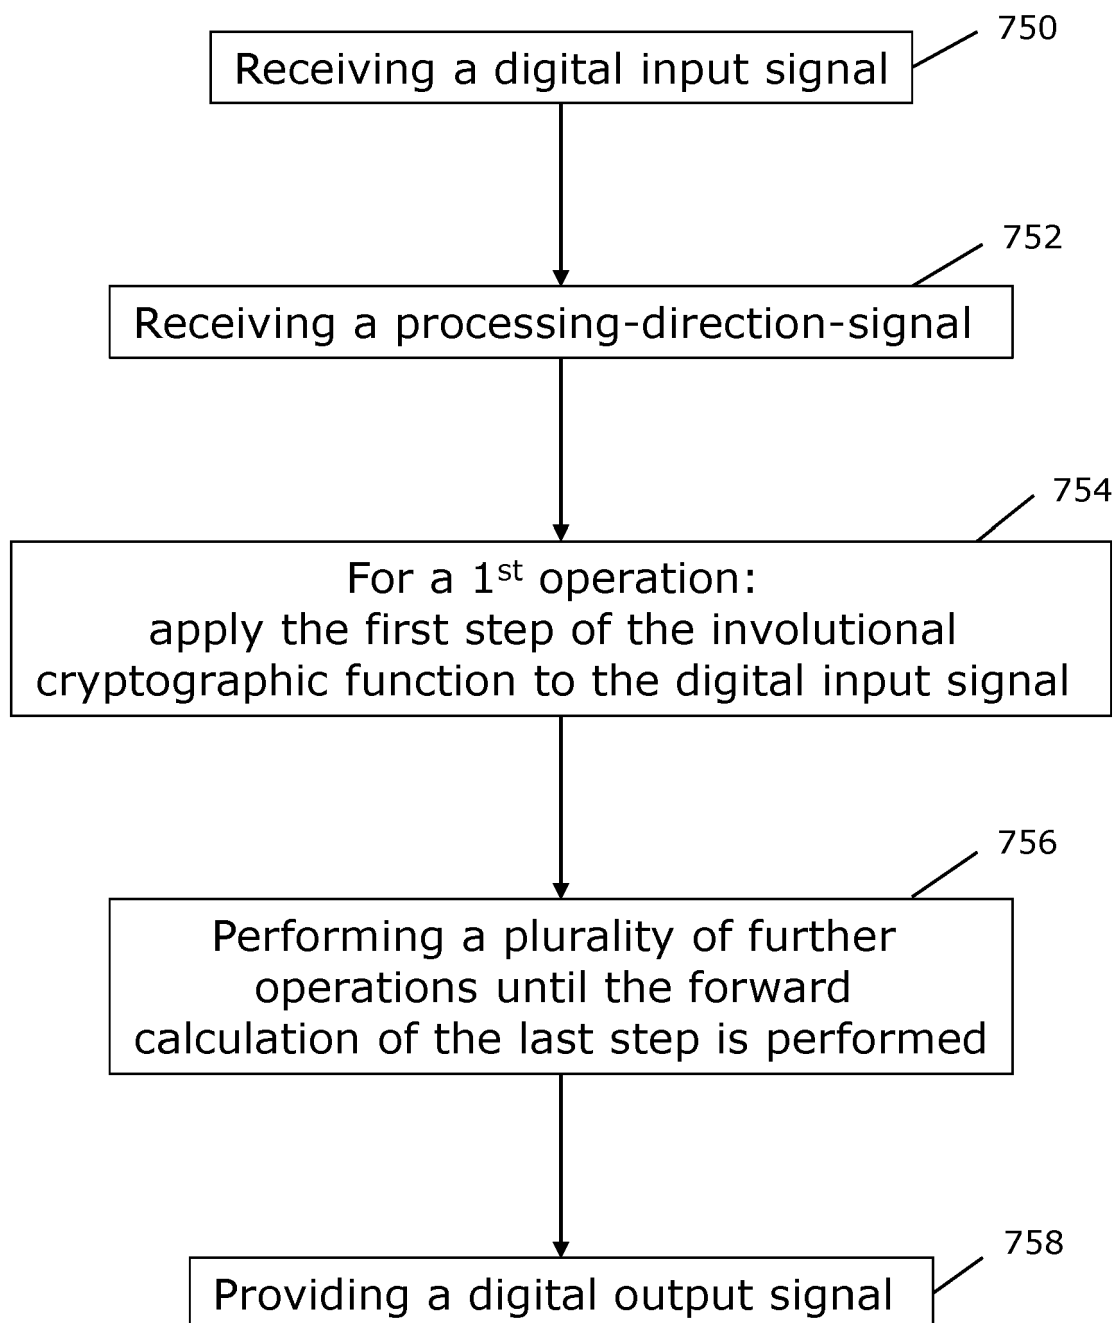 750
Receiving a digital input signal
752
Receiving a processing-direction-signal
754
For a 1st operation:
apply the first step of the involutional
cryptographic function to the digital input signal
756
Performing a plurality of further
operations until the forward
calculation of the last step is performed
758
Providing a digital output signal